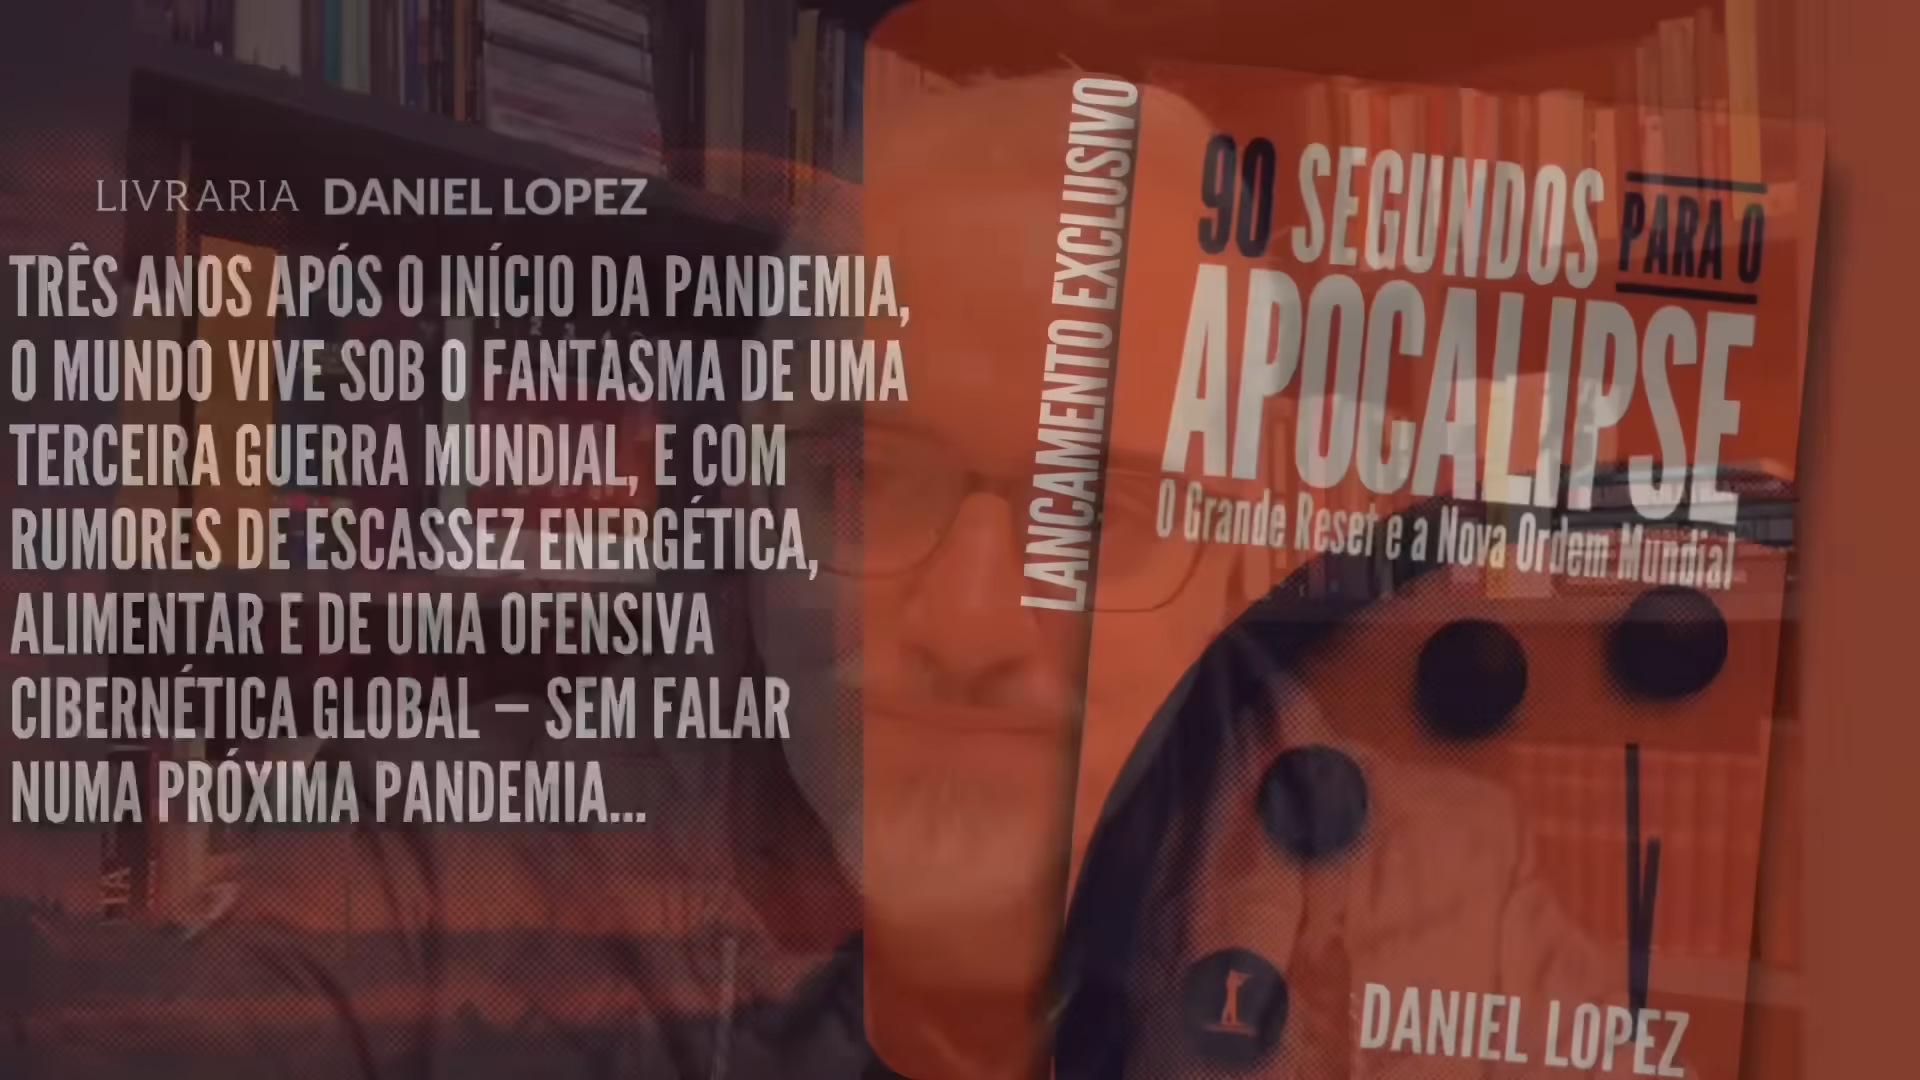 LIVRARIA DANIEL LOPEZ
TRÊS ANOS APÓS O INÍCIO DA PANDEMIA,
O MUNDO VIVE SOB O FANTASMA DE UMA
TERCEIRA GUERRA MUNDIAL, E COM
RUMORES DE ESCASSEZ ENERGÉTICA,
ALIMENTAR E DE UMA OFENSIVA
CIBERNÉTICA GLOBAL – SEM FALAR
NUMA PRÓXIMA PANDEMIA...
LANÇAMENTO EXCLUSIVO
90 SEGUNDOS PARA O
APOCALIPSE
O Grande Reset e a Nova Ordem Mundial
DANIEL LOPEZ